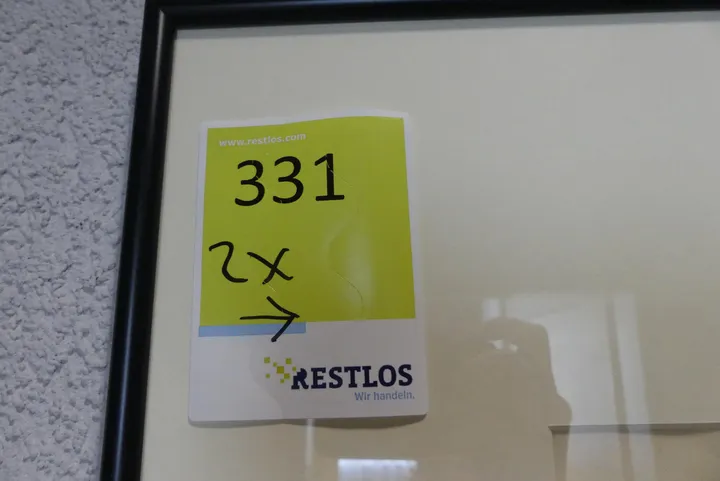 www.restlos.com
331
2x
→
RESTLOS
Wir handeln.